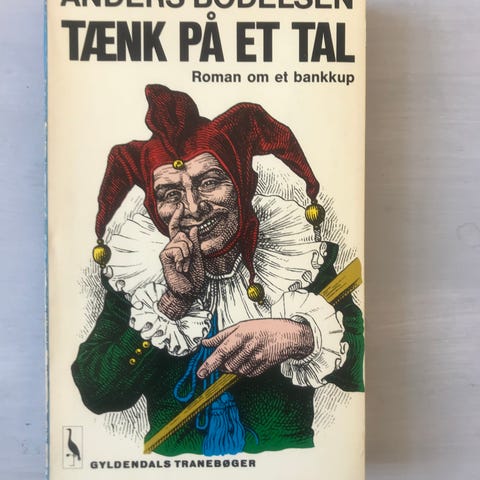 ANDERS BODELSEN
TÆNK PÅ ET TAL
Roman om et bankkup
GYLDENDALS TRANEBØGER